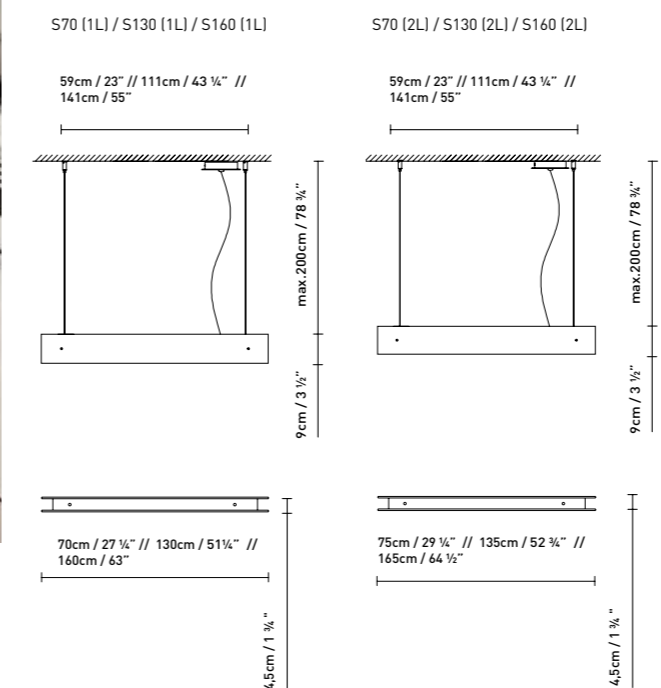 S70 (1L) / S130 (1L) / S160 (1L)
59cm / 23" // 111cm / 43 ¼" //
141cm / 55"
max.200cm / 78 ¾"
9cm / 3 ½"
70cm / 27 ¼" // 130cm / 51¼" //
160cm / 63"
4,5cm / 1 ¾"
S70 (2L) / S130 (2L) / S160 (2L)
59cm / 23" // 111cm / 43 ¼" //
141cm / 55"
max.200cm / 78 ¾"
9cm / 3 ½"
75cm / 29 ¼" // 135cm / 52 ¾" //
165cm / 64 ½"
4,5cm / 1 ¾"